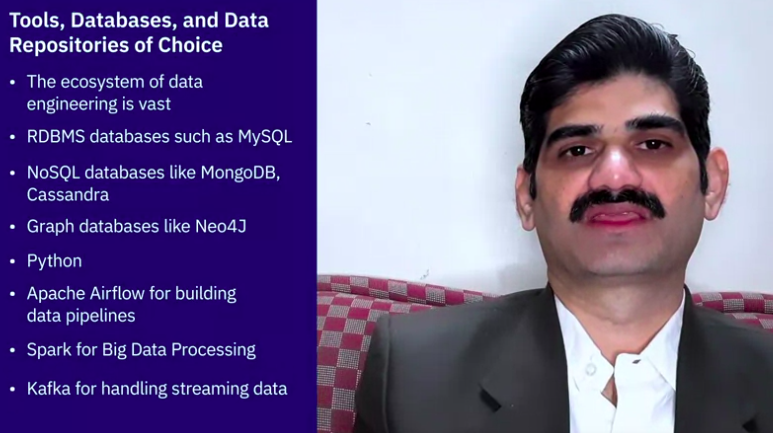 Tools, Databases, and Data
Repositories of Choice
• The ecosystem of data
engineering is vast
• RDBMS databases such as MySQL
• NoSQL databases like MongoDB,
Cassandra
• Graph databases like Neo4J
• Python
• Apache Airflow for building
data pipelines
• Spark for Big Data Processing
• Kafka for handling streaming data